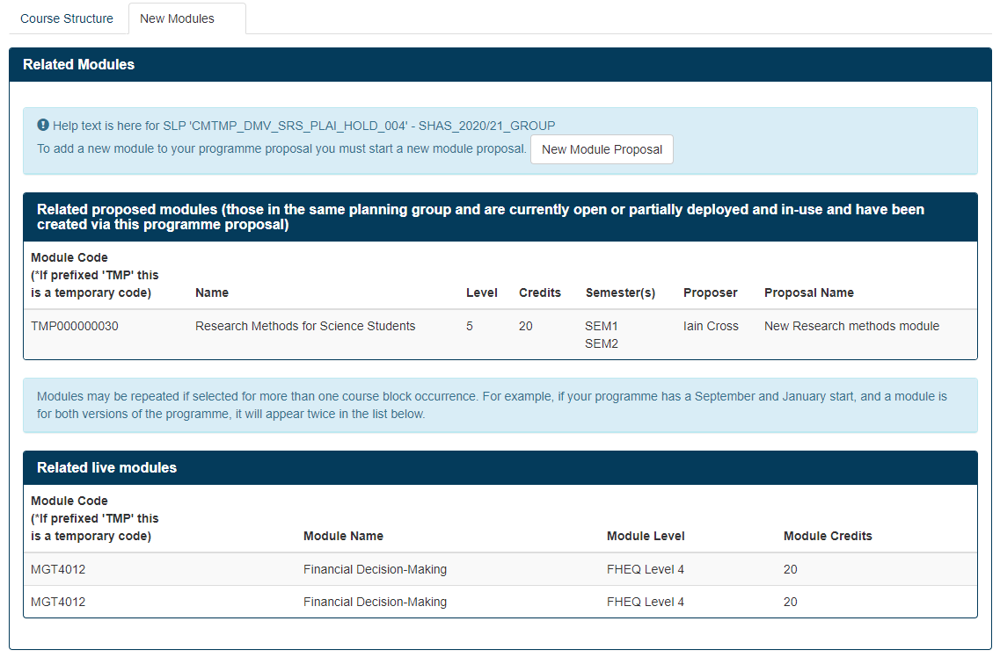 Course Structure New Modules
Related Modules
Help text is here for SLP 'CMTMP_DMV_SRS_PLAI_HOLD_004' - SHAS_2020/21_GROUP
To add a new module to your programme proposal you must start a new module proposal. New Module Proposal
Related proposed modules (those in the same planning group and are currently open or partially deployed and in-use and have been
created via this programme proposal)
Module Code
(*If prefixed 'TMP' this
is a temporary code) Name Level Credits Semester(s) Proposer Proposal Name
TMP000000030 Research Methods for Science Students 5 20 SEM1 Iain Cross New Research methods module
SEM2
Modules may be repeated if selected for more than one course block occurrence. For example, if your programme has a September and January start, and a module is
for both versions of the programme, it will appear twice in the list below.
Related live modules
Module Code
(*If prefixed 'TMP' this
is a temporary code) Module Name Module Level Module Credits
MGT4012 Financial Decision-Making FHEQ Level 4 20
MGT4012 Financial Decision-Making FHEQ Level 4 20